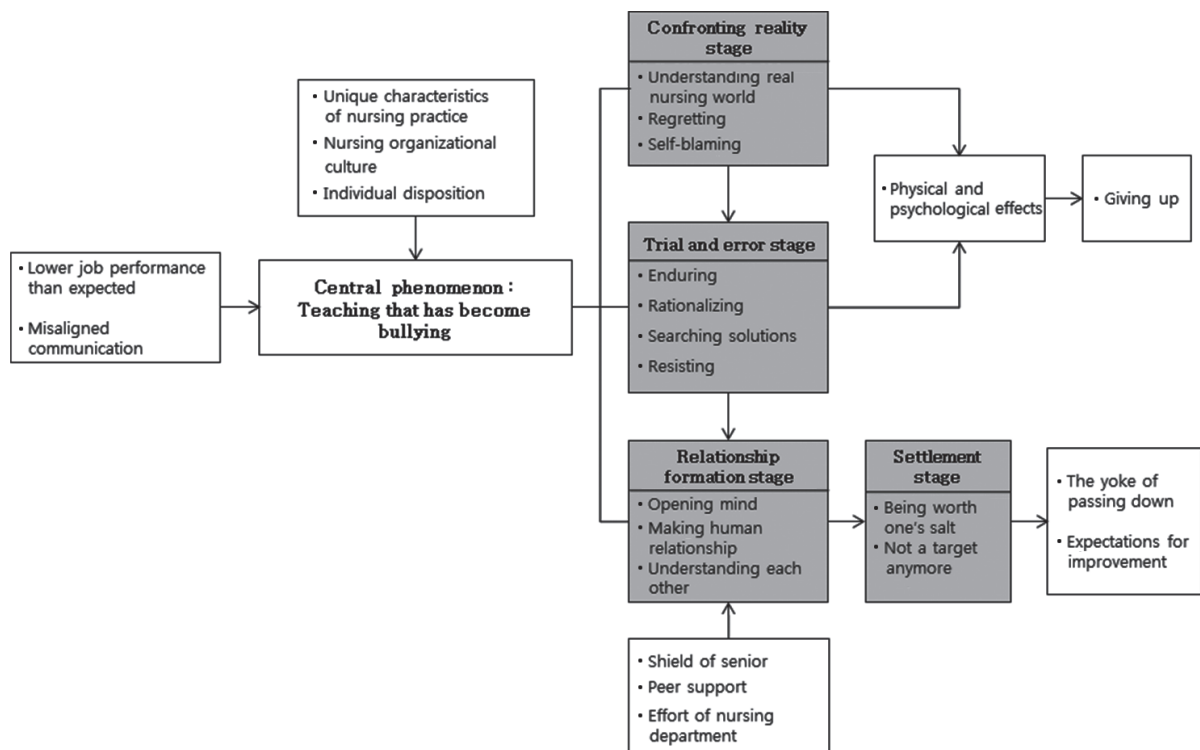 Confronting reality
stage
• Understanding real
nursing world
• Regretting
• Self-blaming
• Unique characteristics
of nursing practice
• Nursing organizational
culture
• Individual disposition
• Physical and
psychological effects
• Giving up
Trial and error stage
• Enduring
• Rationalizing
• Searching solutions
• Resisting
• Lower job performance
than expected
• Misaligned
communication
Central phenomenon :
Teaching that has become
bullying
Relationship
formation stage
• Opening mind
• Making human
relationship
• Understanding each
other
Settlement
stage
• Being worth
one's salt
• Not a target
anymore
• The yoke of
passing down
• Expectations for
improvement
• Shield of senior
• Peer support
• Effort of nursing
department